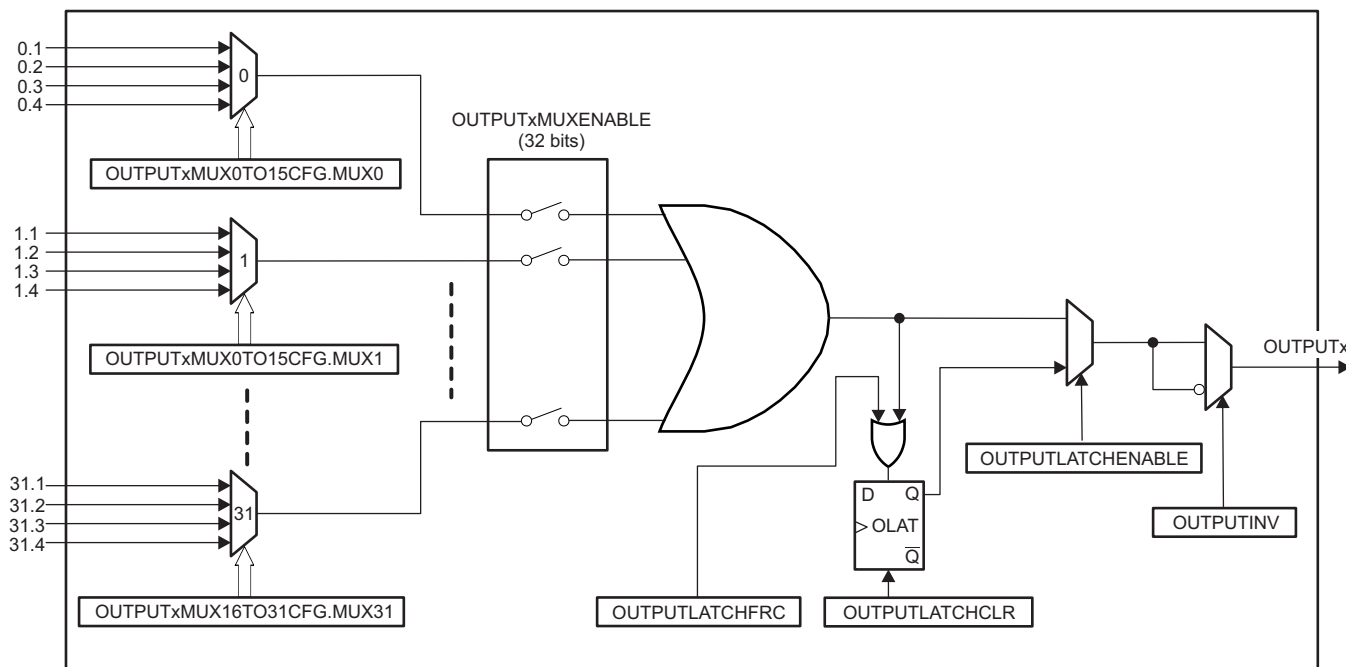 0.1
0.2
0.3
0.4
0
OUTPUTxMUX0TO15CFG.MUX0
OUTPUTxMUXENABLE
(32 bits)
1.1
1.2
1.3
1.4
1
OUTPUTxMUX0TO15CFG.MUX1
31.1
31.2
31.3
31.4
31
OUTPUTxMUX16TO31CFG.MUX31
OUTPUTLATCHFRC
D Q
OLAT
Q̅
OUTPUTLATCHCLR
OUTPUTLATCHENABLE
OUTPUTINV
OUTPUTx